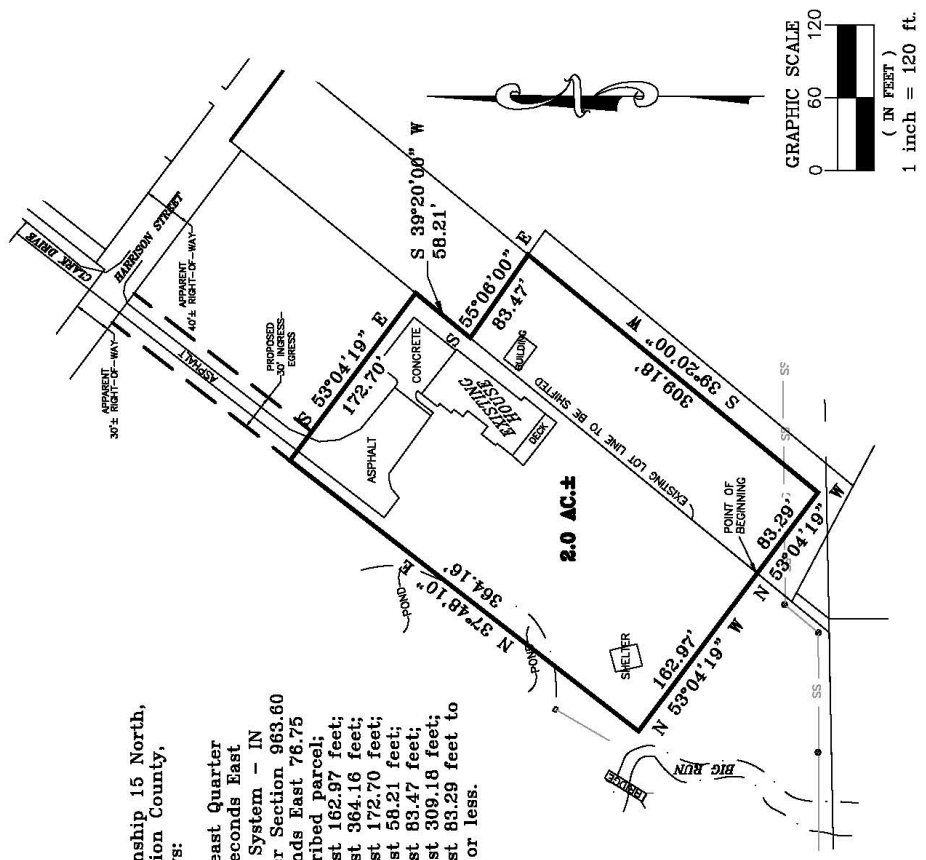 nship 15 North,
ion County,
vs:
east Quarter
econds East
System - IN
r Section 963.60
nds East 76.75
ribed parcel;
st 162.97 feet;
st 364.16 feet;
st 172.70 feet;
st 58.21 feet;
st 83.47 feet;
st 309.18 feet;
st 83.29 feet to
or less.
CLARK DRIVE
HARRISON STREET
APPARENT
30'± RIGHT-OF-WAY
APPARENT
40'± RIGHT-OF-WAY
ASPHALT
PROPOSED
30' INGRESS-
EGRESS
S 53°04'19" E
172.70'
S 39°20'00" W
58.21'
S 55°06'00" E
83.47'
CONCRETE
ASPHALT
EXISTING
HOUSE
DECK
BUILDING
EXISTING LOT LINE TO BE SHIFTED
S 39°20'00" W
309.18'
2.0 AC.±
N 37°48'10" E
364.16'
POND
POND
SHELTER
POINT OF
BEGINNING
162.97'
N 53°04'19" W
83.29'
N 53°04'19" W
BRIDGE
BIG RUN
SS
SS
SS
N
GRAPHIC SCALE
0 60 120
( IN FEET )
1 inch = 120 ft.